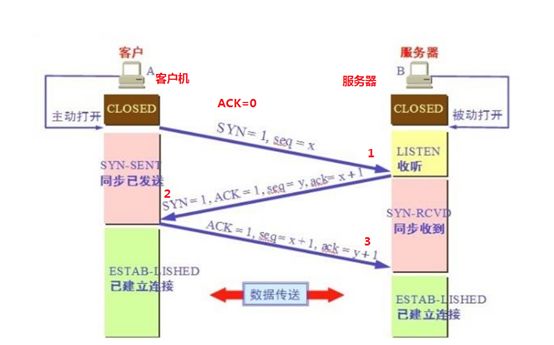 客户
服务器
A
客户机
服务器
B
CLOSED
ACK=0
CLOSED
主动打开
被动打开
SYN = 1, seq = x
1
LISTEN
收听
SYN-SENT
同步已发送
2
SYN = 1, ACK = 1, seq = y, ack = x + 1
SYN-RCVD
同步收到
ACK = 1, seq = x + 1, ack = y + 1
3
ESTAB-LISHED
已建立连接
数据传送
ESTAB-LISHED
已建立连接